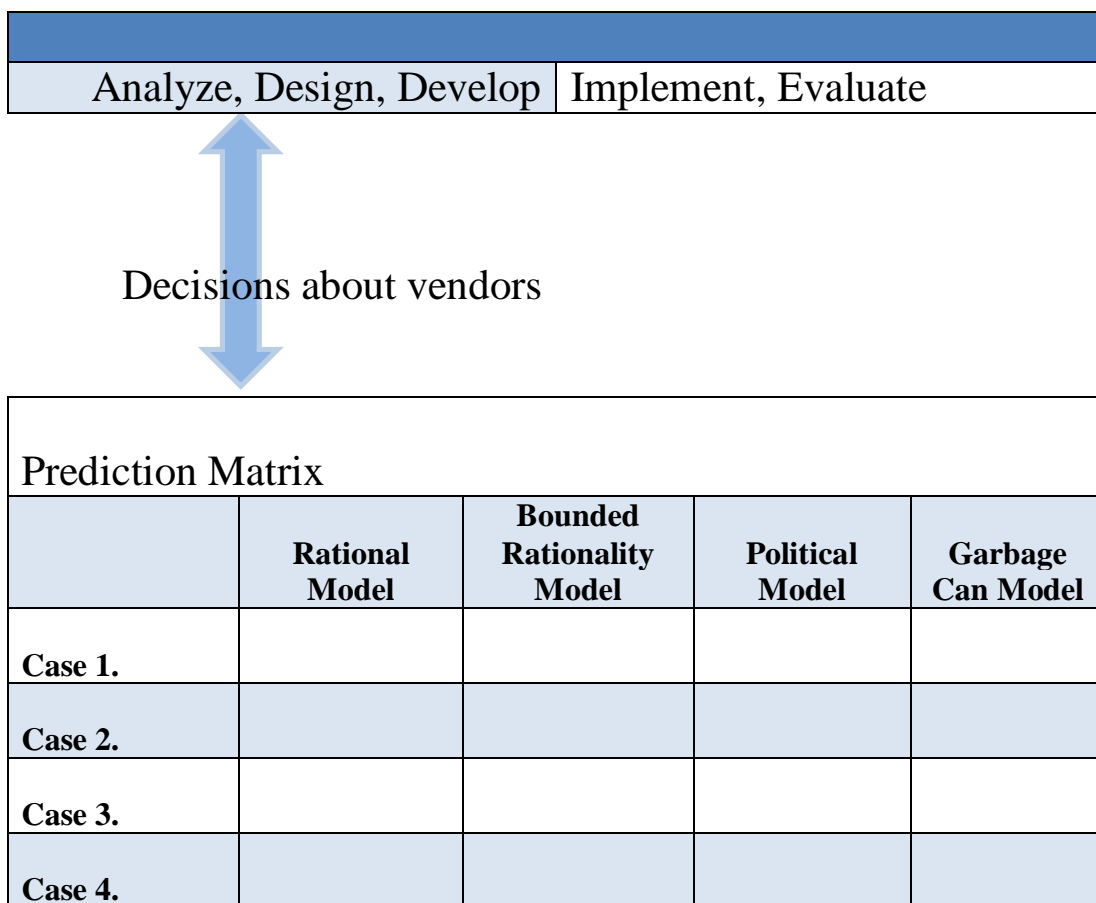 Analyze, Design, Develop Implement, Evaluate
Decisions about vendors
Prediction Matrix
Rational Model
Bounded Rationality Model
Political Model
Garbage Can Model
Case 1.
Case 2.
Case 3.
Case 4.